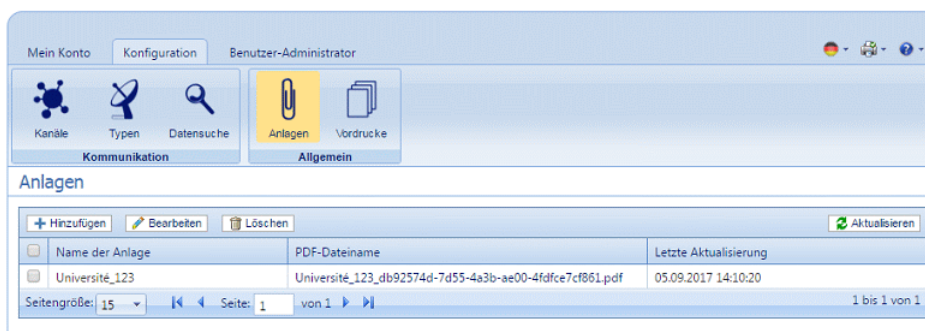 Mein Konto Konfiguration Benutzer-Administrator
Kanäle Typen Datensuche Anlagen Vordrucke
Kommunikation Allgemein
Anlagen
Hinzufügen Bearbeiten Löschen Aktualisieren
Name der Anlage PDF-Dateiname Letzte Aktualisierung
Université_123 Université_123_db92574d-7d55-4a3b-ae00-4fdfce7cf861.pdf 05.09.2017 14:10:20
Seitengröße: 15 Seite: 1 von 1 1 bis 1 von 1